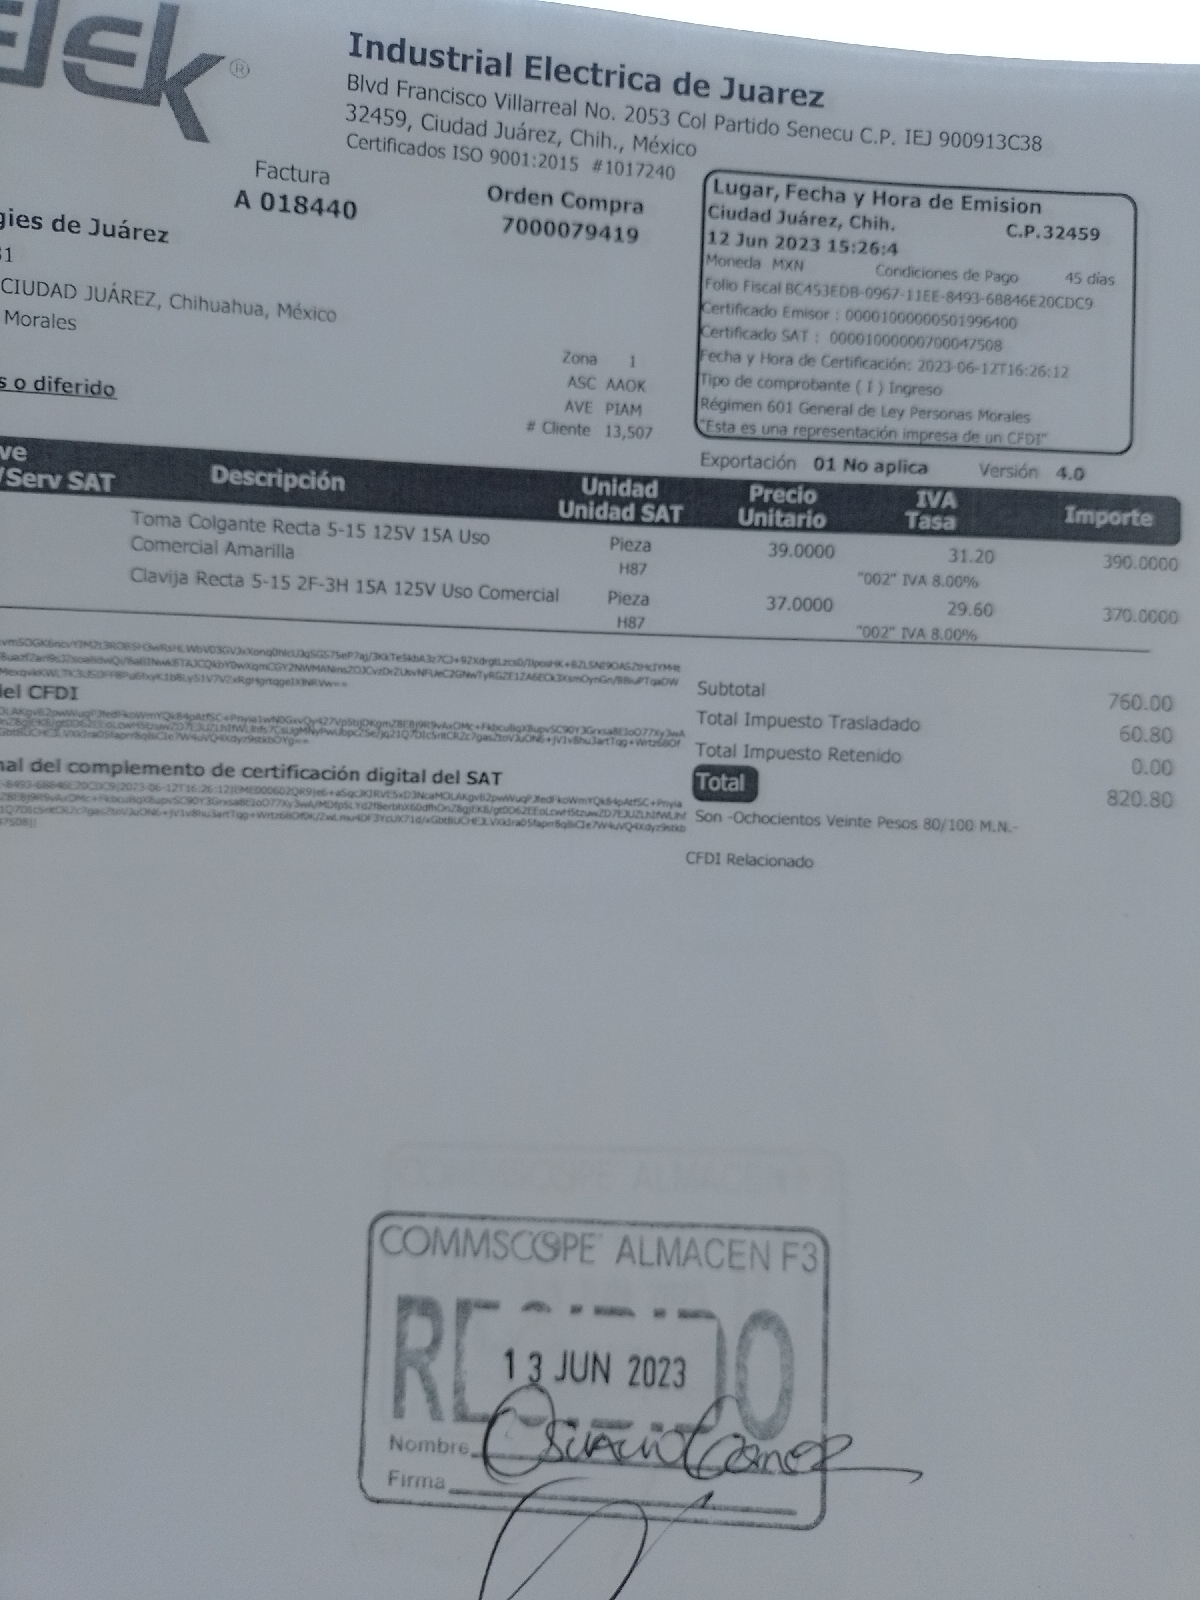 Industrial Electrica de Juarez
Blvd Francisco Villarreal No. 2053 Col Partido Senecu C.P. IEJ 900913C38
32459, Ciudad Juárez, Chih., México
Certificados ISO 9001:2015 #1017240
Factura
A 018440
Orden Compra
7000079419
Lugar, Fecha y Hora de Emision
Ciudad Juárez, Chih. C.P.32459
12 Jun 2023 15:26:4
Moneda MXN Condiciones de Pago 45 días
Folio Fiscal BC453EDB-0967-11EE-8493-68846E20CDC9
Certificado Emisor : 00001000000501996400
Certificado SAT : 00001000000700047508
Fecha y Hora de Certificación: 2023-06-12T16:26:12
Tipo de comprobante ( I ) Ingreso
Régimen 601 General de Ley Personas Morales
"Esta es una representación impresa de un CFDI"
gies de Juárez
CIUDAD JUÁREZ, Chihuahua, México
Morales
s o diferido
Zona 1
ASC AAOK
AVE PIAM
# Cliente 13,507
Exportación 01 No aplica Versión 4.0
ve
/Serv SAT
Descripción
Unidad
Unidad SAT
Precio
Unitario
IVA
Tasa
Importe
Toma Colgante Recta 5-15 125V 15A Uso
Comercial Amarilla
Pieza
H87
39.0000
31.20
"002" IVA 8.00%
390.0000
Clavija Recta 5-15 2F-3H 15A 125V Uso Comercial
Pieza
H87
37.0000
29.60
"002" IVA 8.00%
370.0000
el CFDI
nal del complemento de certificación digital del SAT
Subtotal 760.00
Total Impuesto Trasladado 60.80
Total Impuesto Retenido 0.00
Total 820.80
Son -Ochocientos Veinte Pesos 80/100 M.N.-
CFDI Relacionado
COMMSCOPE ALMACEN F3
RECIBIDO
13 JUN 2023
Nombre
Firma